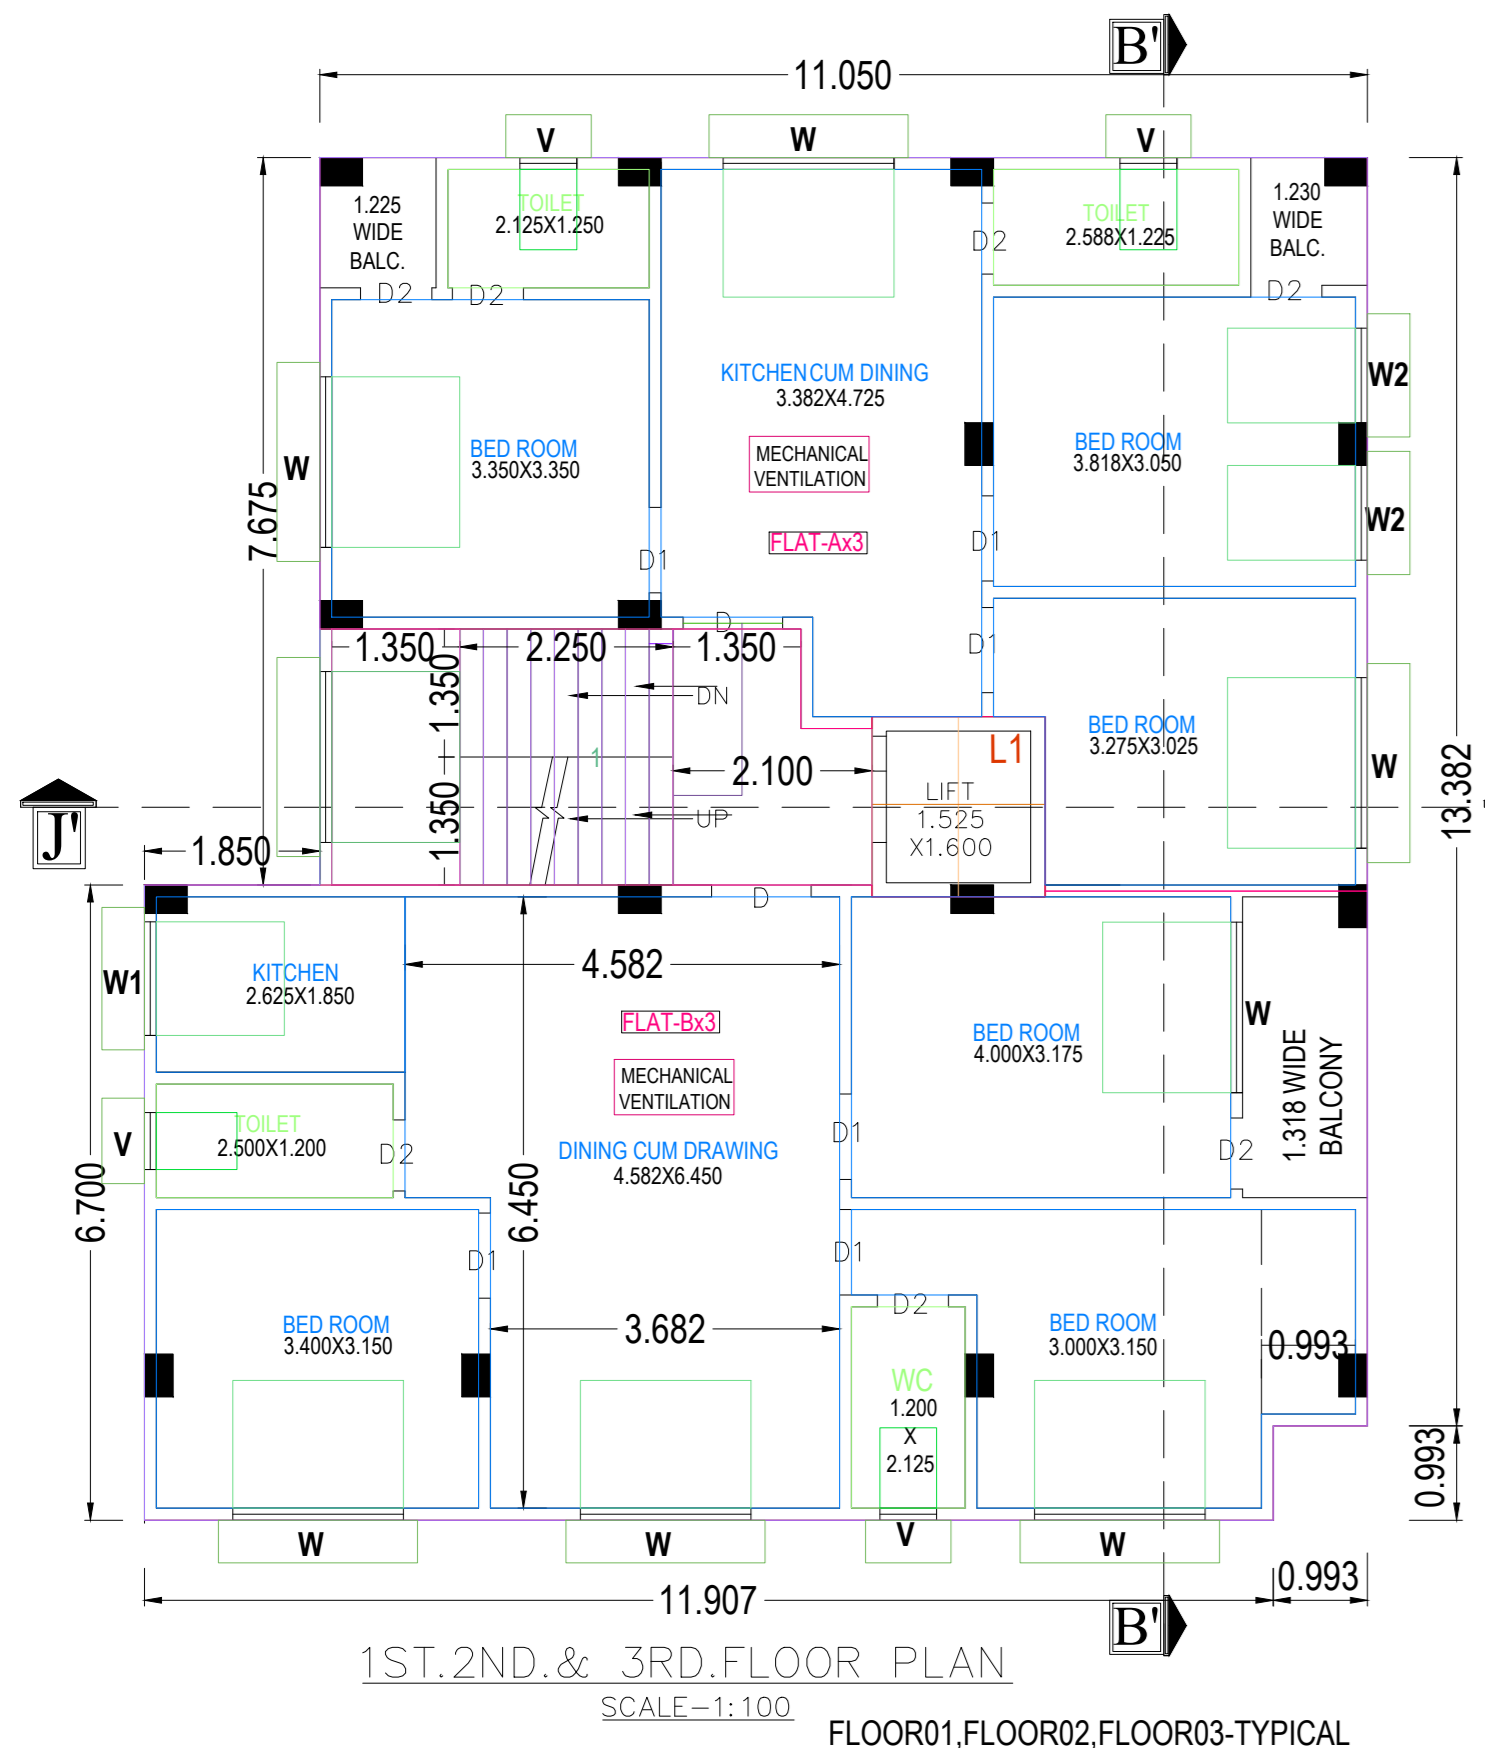 B'
11.050
V
W
V
1.225
WIDE
BALC.
TOILET
2.125X1.250
TOILET
2.588X1.225
1.230
WIDE
BALC.
D2
D2
D2
D2
KITCHEN CUM DINING
3.382X4.725
W2
BED ROOM
3.350X3.350
BED ROOM
3.818X3.050
W
MECHANICAL
VENTILATION
7.675
W2
FLAT-Ax3
D1
D1
D
D1
1.350
2.250
1.350
1.350
DN
BED ROOM
3.275X3.025
L1
1
2.100
W
LIFT
1.525
X1.600
13.382
1.350
UP
J'
1.850
D
4.582
KITCHEN
2.625X1.850
W1
FLAT-Bx3
W
BED ROOM
4.000X3.175
MECHANICAL
VENTILATION
1.318 WIDE
BALCONY
TOILET
2.500X1.200
V
D2
D1
D2
DINING CUM DRAWING
4.582X6.450
6.700
6.450
D1
D1
D2
BED ROOM
3.400X3.150
3.682
BED ROOM
3.000X3.150
0.993
WC
1.200
X
2.125
0.993
W
W
V
W
0.993
11.907
B'
1ST.2ND.& 3RD.FLOOR PLAN
SCALE-1:100
FLOOR01,FLOOR02,FLOOR03-TYPICAL